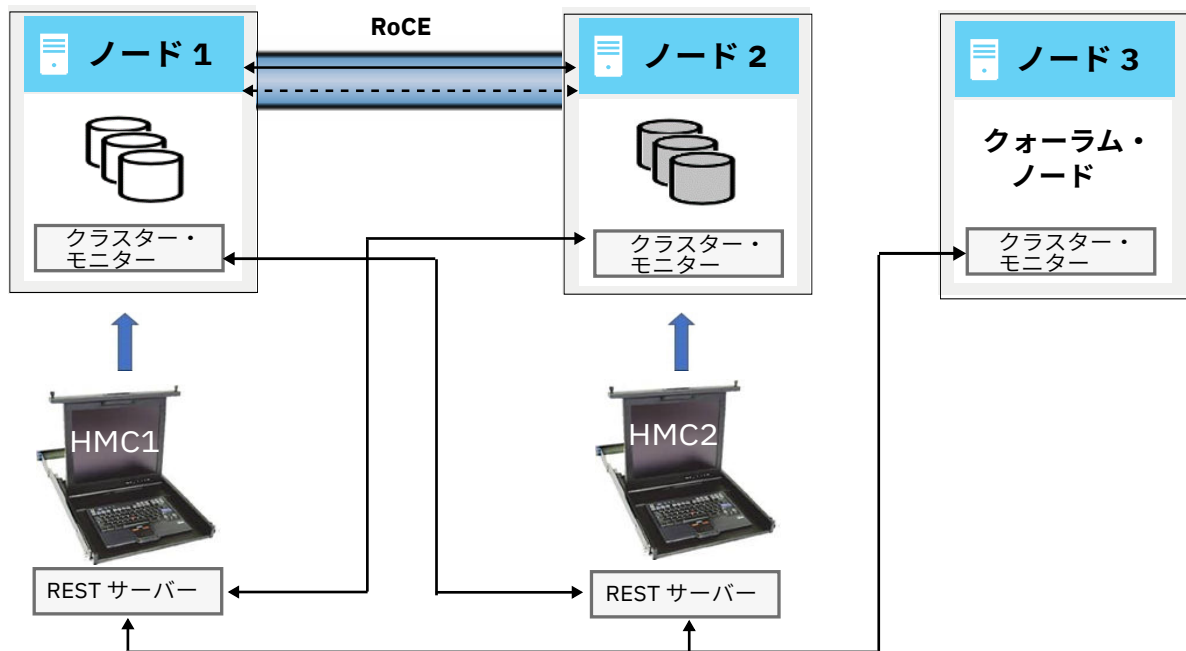 RoCE
ノード 1
ノード 2
ノード 3
クォーラム・
ノード
クラスター・
モニター
クラスター・
モニター
クラスター・
モニター
HMC1
HMC2
REST サーバー
REST サーバー